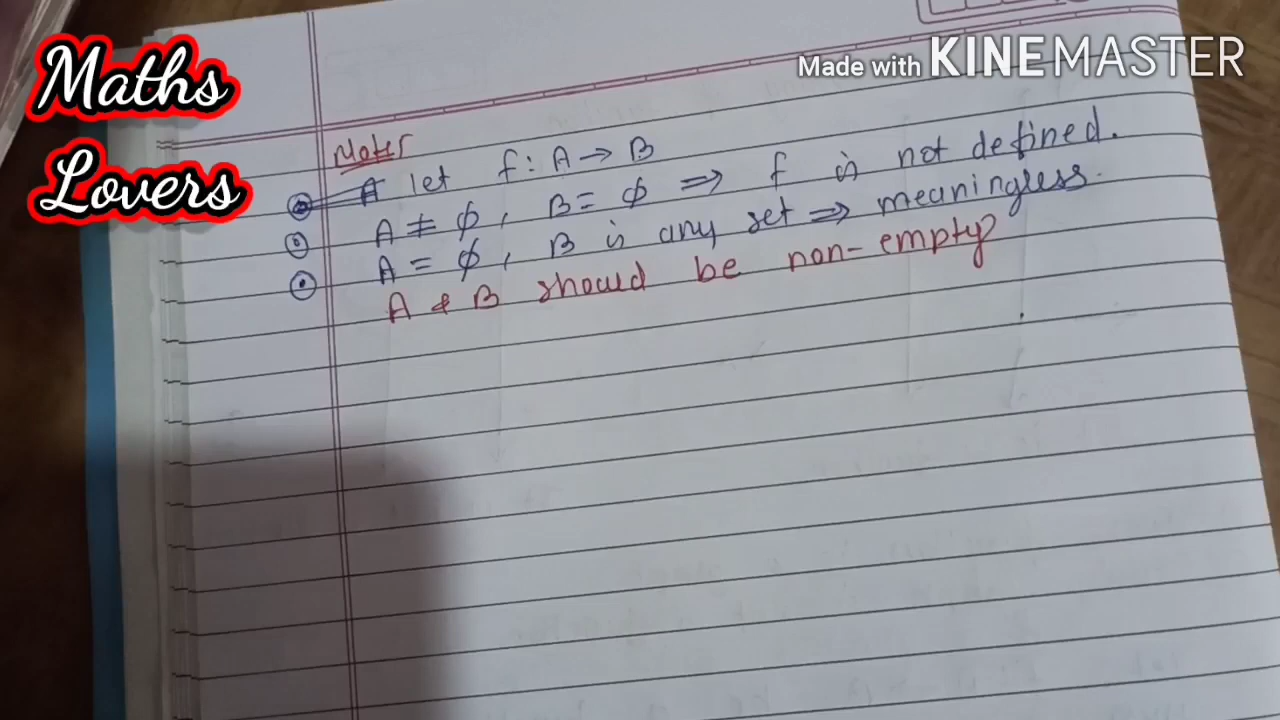 Maths
Lovers
Made with KINEMASTER
Notes
let f: A → B
A ≠ ϕ, B = ϕ ⇒ f is not defined.
A = ϕ, B is any set ⇒ meaningless.
A & B should be non-empty